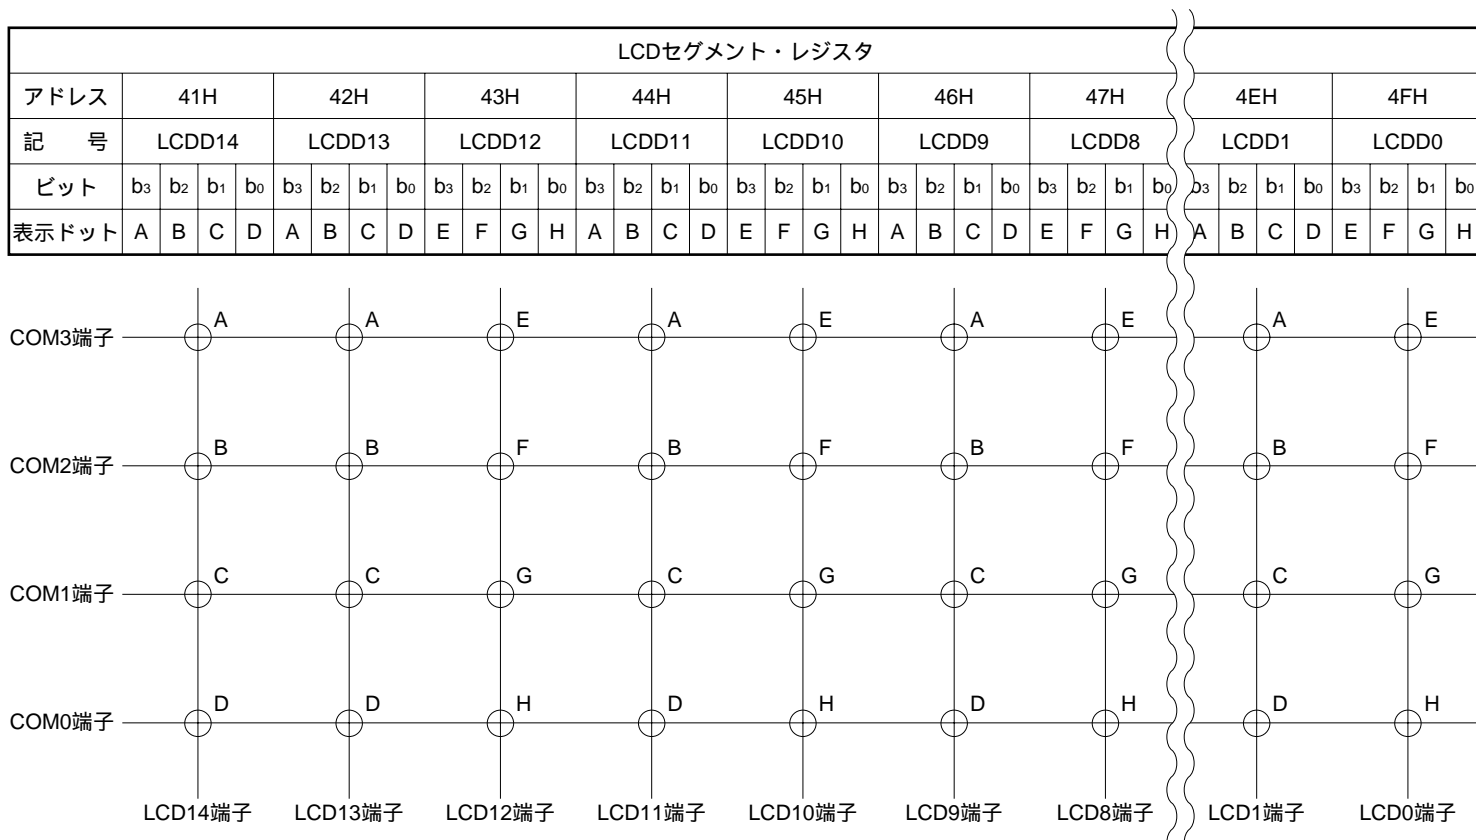 LCDセグメント・レジスタ
アドレス 41H 42H 43H 44H 45H 46H 47H 4EH 4FH
記 号 LCDD14 LCDD13 LCDD12 LCDD11 LCDD10 LCDD9 LCDD8 LCDD1 LCDD0
ビット b3 b2 b1 b0 b3 b2 b1 b0 b3 b2 b1 b0 b3 b2 b1 b0 b3 b2 b1 b0 b3 b2 b1 b0 b3 b2 b1 b0 b3 b2 b1 b0 b3 b2 b1 b0
表示ドット A B C D A B C D E F G H A B C D E F G H A B C D E F G H A B C D E F G H
COM3端子 A A E A E A E A E
COM2端子 B B F B F B F B F
COM1端子 C C G C G C G C G
COM0端子 D D H D H D H D H
LCD14端子 LCD13端子 LCD12端子 LCD11端子 LCD10端子 LCD9端子 LCD8端子 LCD1端子 LCD0端子